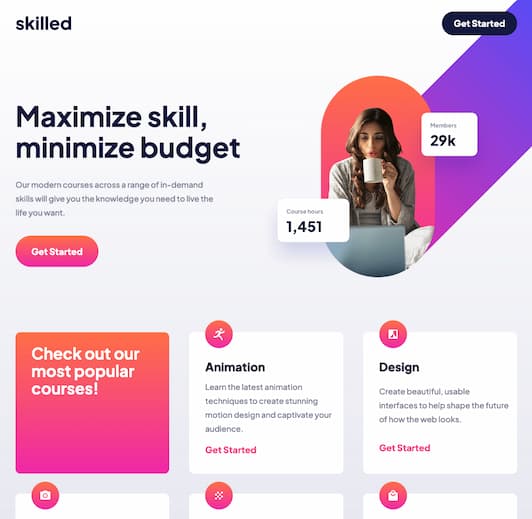 skilled
Get Started
Maximize skill,
minimize budget
Our modern courses across a range of in-demand
skills will give you the knowledge you need to live the
life you want.
Get Started
Members
29k
Course hours
1,451
Check out our
most popular
courses!
Animation
Learn the latest animation
techniques to create stunning
motion design and captivate your
audience.
Get Started
Design
Create beautiful, usable
interfaces to help shape the future
of how the web looks.
Get Started